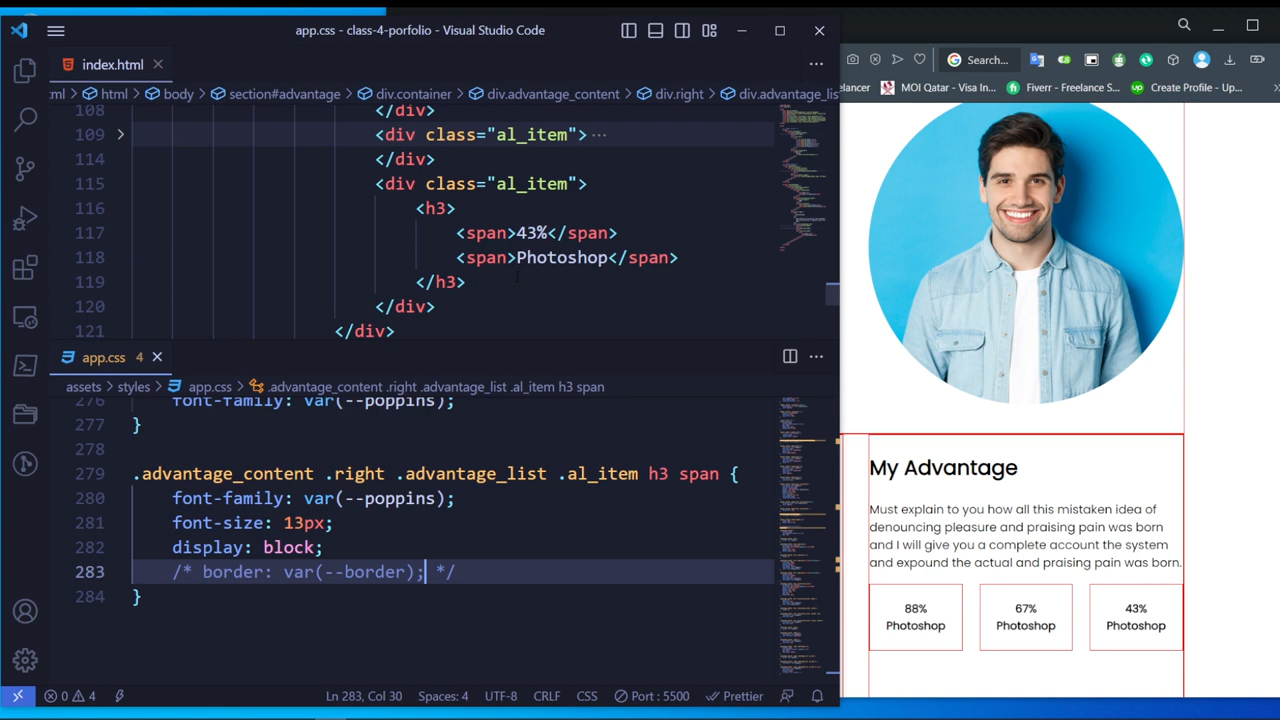 app.css - class-4-porfolio - Visual Studio Code
index.html
ml > html > body > section#advantage > div.container > div.advantage_content > div.right > div.advantage_lis
108 </div>
109 <div class="al_item"> ...
114 </div>
115 <div class="al_item">
116 <h3>
117 <span>43%</span>
118 <span>Photoshop</span>
119 </h3>
120 </div>
121 </div>
app.css 4
assets > styles > app.css > .advantage_content .right .advantage_list .al_item h3 span
276 font-family: var(--poppins);
277 }
278
279 .advantage_content .right .advantage_list .al_item h3 span {
280 font-family: var(--poppins);
281 font-size: 13px;
282 display: block;
283 /* border: var(--border); */
284 }
0 4
Ln 283, Col 30
Spaces: 4
UTF-8
CRLF
CSS
Port : 5500
Prettier
Search...
elancer
MOI Qatar - Visa In...
Fiverr - Freelance S...
Create Profile - Up...
My Advantage
Must explain to you how all this mistaken idea of
denouncing pleasure and praising pain was born
and I will give you a complete account the system
and expound the actual and praising pain was born.
88%
Photoshop
67%
Photoshop
43%
Photoshop